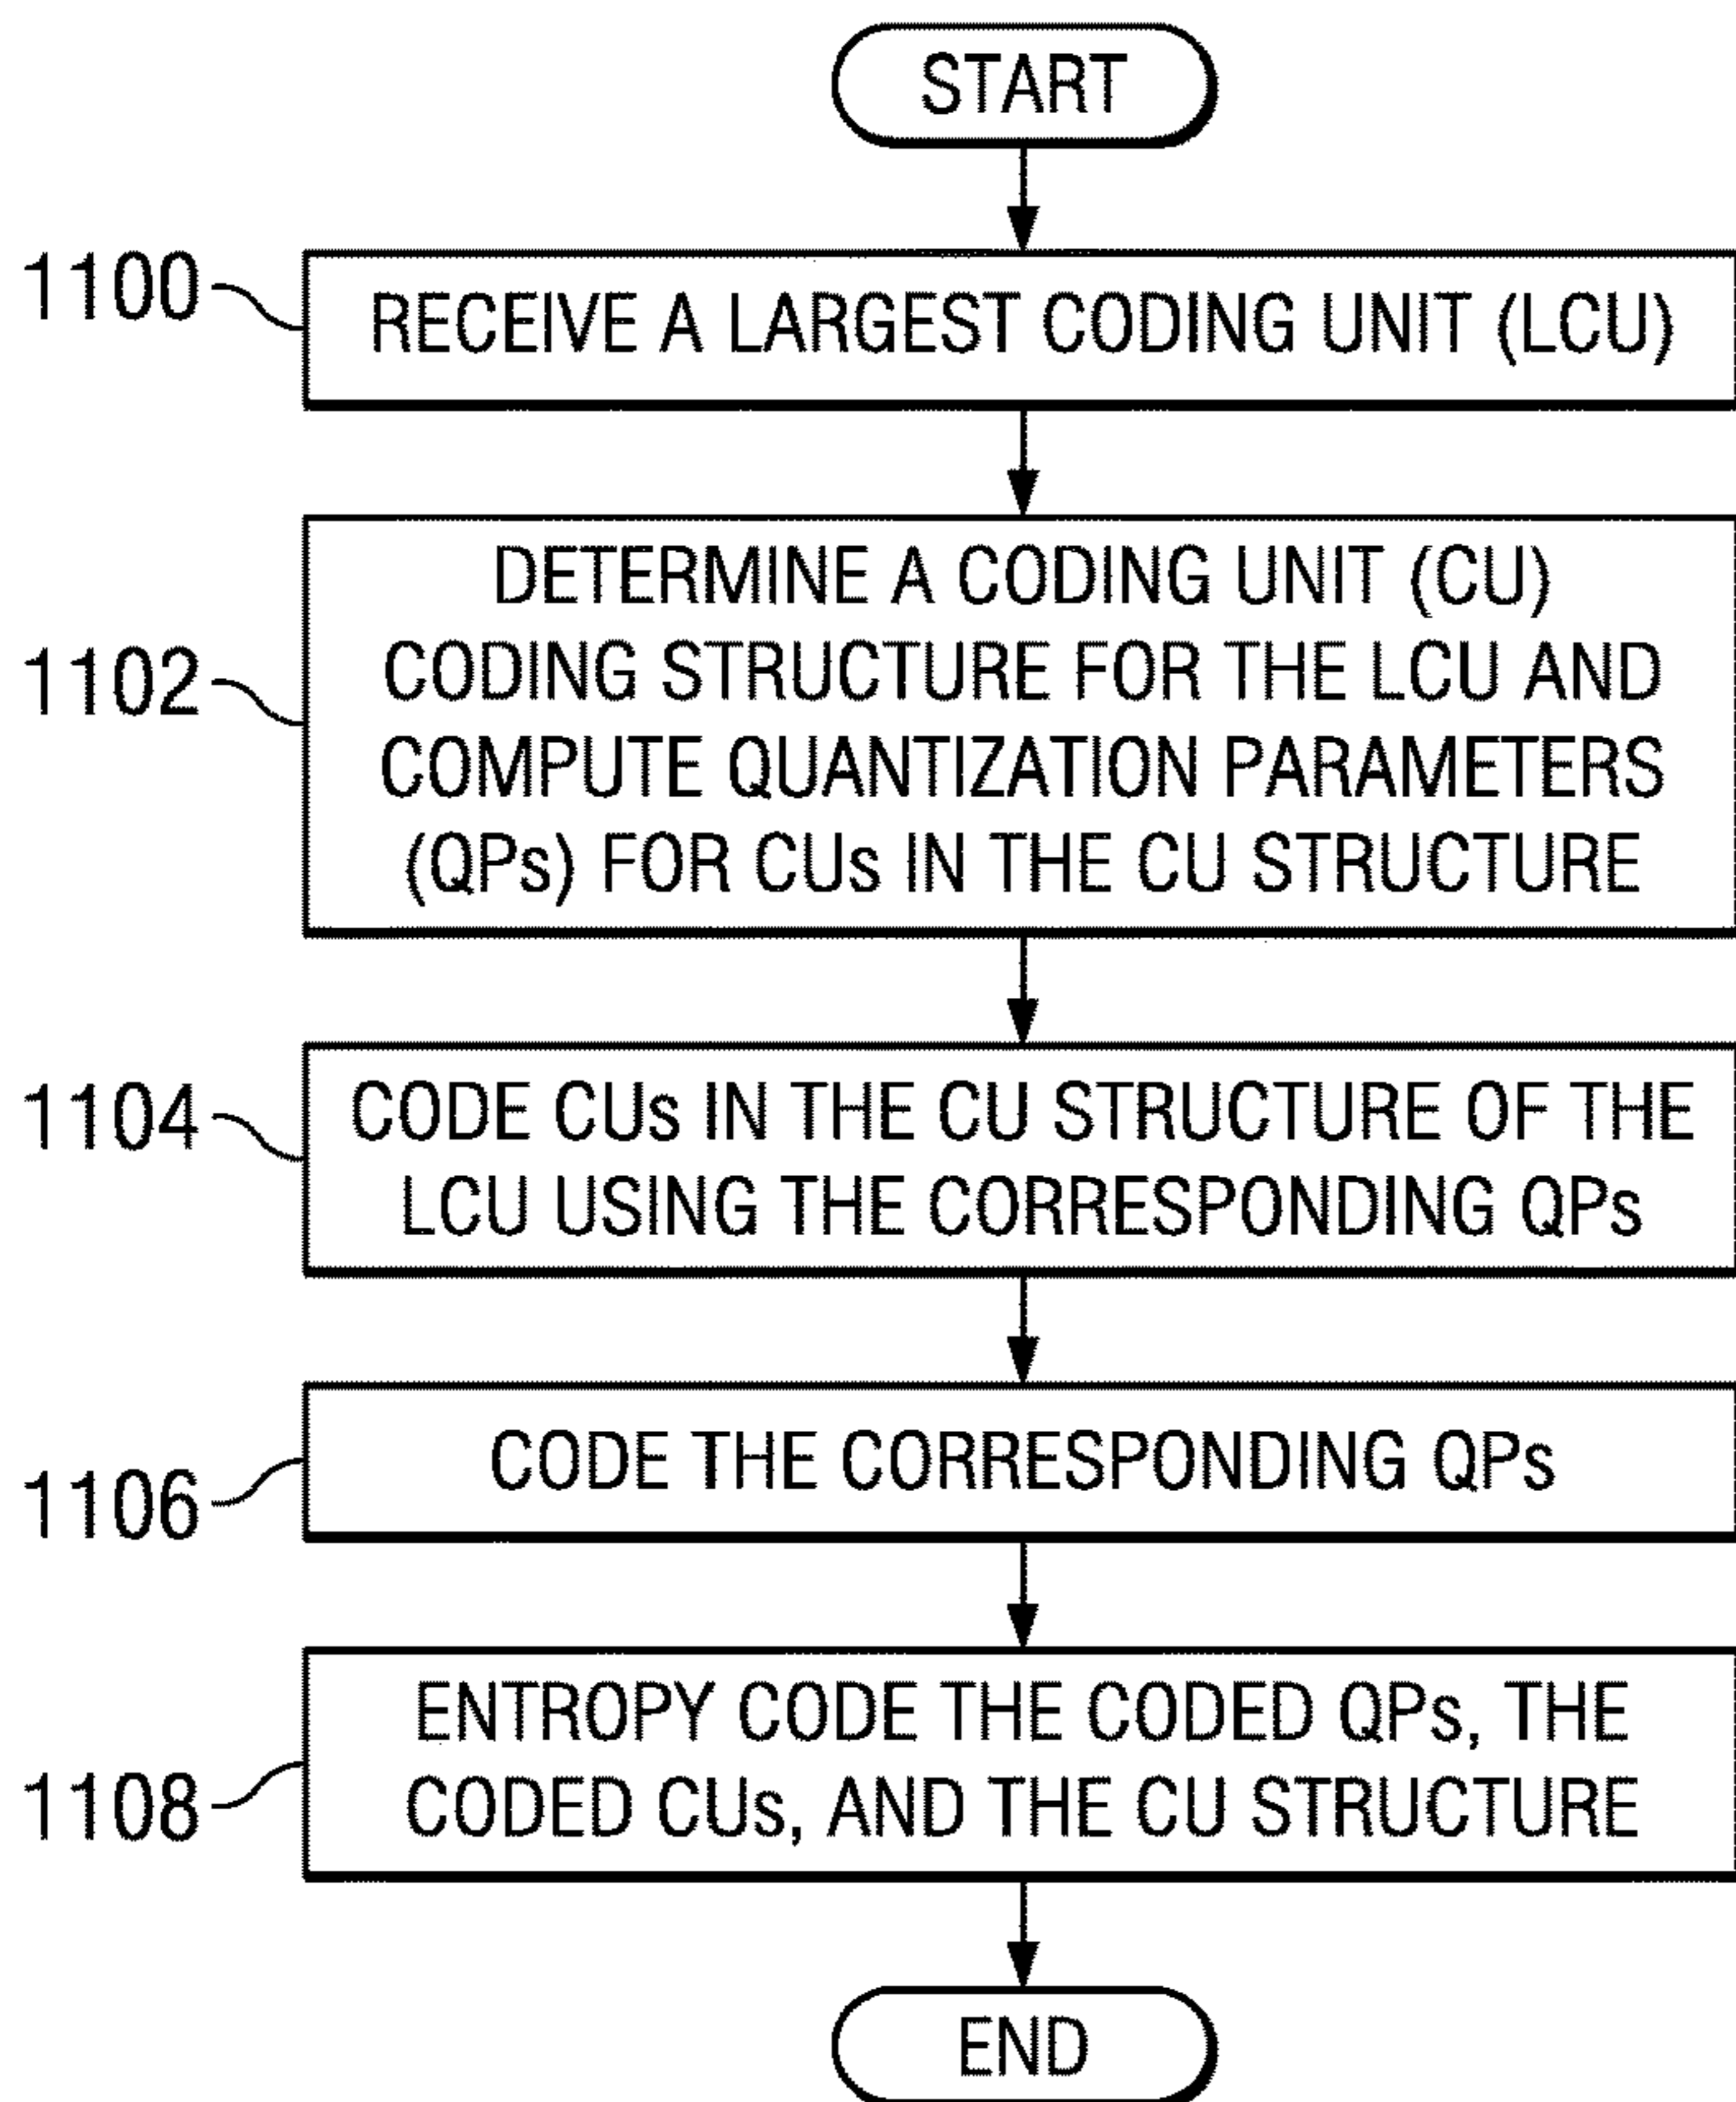 START
1100
RECEIVE A LARGEST CODING UNIT (LCU)
1102
DETERMINE A CODING UNIT (CU)
CODING STRUCTURE FOR THE LCU AND
COMPUTE QUANTIZATION PARAMETERS
(QPs) FOR CUs IN THE CU STRUCTURE
1104
CODE CUs IN THE CU STRUCTURE OF THE
LCU USING THE CORRESPONDING QPs
1106
CODE THE CORRESPONDING QPs
1108
ENTROPY CODE THE CODED QPs, THE
CODED CUs, AND THE CU STRUCTURE
END